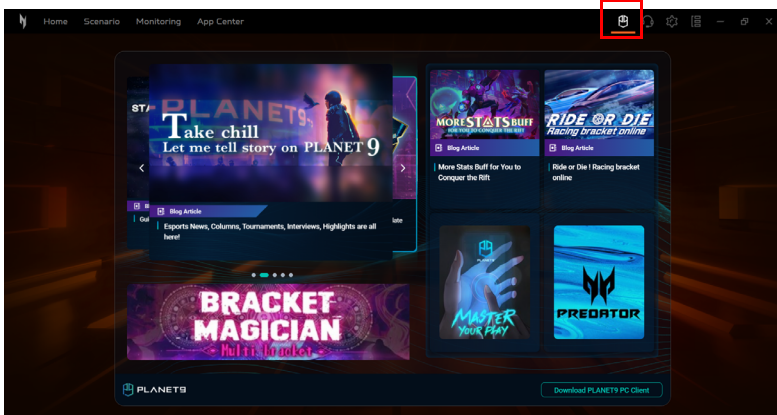 Home Scenario Monitoring App Center
PLANET9
Take chill
Let me tell story on PLANET 9
Blog Article
Esports News, Columns, Tournaments, Interviews, Highlights are all
here!
MORE STATS BUFF
FOR YOU TO CONQUER THE RIFT
Blog Article
More Stats Buff for You to
Conquer the Rift
RIDE OR DIE
Racing bracket online
Blog Article
Ride or Die ! Racing bracket
online
BRACKET
MAGICIAN
Multi bracket
PLANET9
MASTER
YOUR PLAY
PREDATOR
PLANET9
Download PLANET9 PC Client